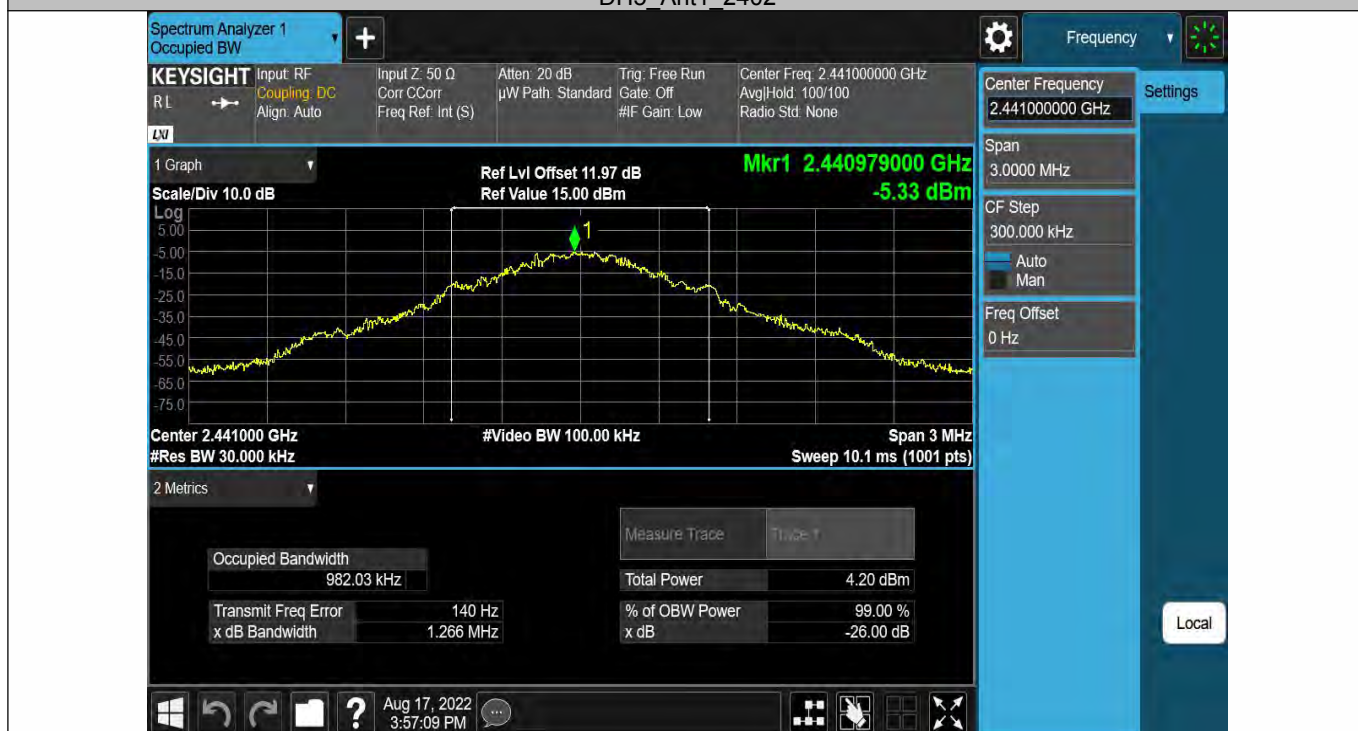 Spectrum Analyzer 1
Occupied BW
Frequency
KEYSIGHT
R L
LXI
Input: RF
Coupling: DC
Align: Auto
Input Z: 50 Ω
Corr CCorr
Freq Ref: Int (S)
Atten: 20 dB
µW Path: Standard
Trig: Free Run
Gate: Off
#IF Gain: Low
Center Freq: 2.441000000 GHz
Avg|Hold: 100/100
Radio Std: None
Center Frequency
2.441000000 GHz
Settings
Span
3.0000 MHz
CF Step
300.000 kHz
Auto
Man
Freq Offset
0 Hz
Local
1 Graph
Scale/Div 10.0 dB
Ref Lvl Offset 11.97 dB
Ref Value 15.00 dBm
Mkr1 2.440979000 GHz
-5.33 dBm
Log
5.00
-5.00
-15.0
-25.0
-35.0
-45.0
-55.0
-65.0
-75.0
1
Center 2.441000 GHz
#Video BW 100.00 kHz
Span 3 MHz
#Res BW 30.000 kHz
Sweep 10.1 ms (1001 pts)
2 Metrics
Measure Trace
Occupied Bandwidth
982.03 kHz
Total Power 4.20 dBm
Transmit Freq Error 140 Hz
% of OBW Power 99.00 %
x dB Bandwidth 1.266 MHz
x dB -26.00 dB
Aug 17, 2022
3:57:09 PM